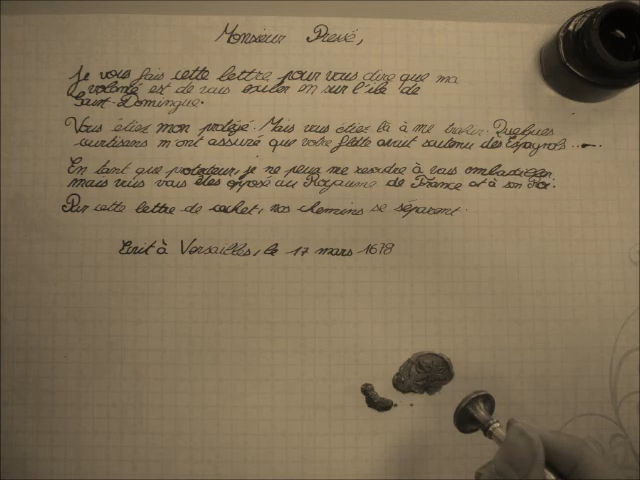 Monsieur Prevé,
Je vous fais cette lettre pour vous dire que ma
volonté est de vous exiler en sur l'île de
Saint-Domingue.
Vous étiez mon protégé. Mais vous étiez là à me trahir. Quelques
courtisans m'ont assuré que votre flotte avait soutenu des Espagnols...
En tant que protecteur, je ne peux me resoudre à vous embastiller,
mais vous vous êtes opposé au Royaume de France et à son Roi.
Par cette lettre de cachet, nos chemins se séparent.
Ecrit à Versailles, le 17 mars 1678